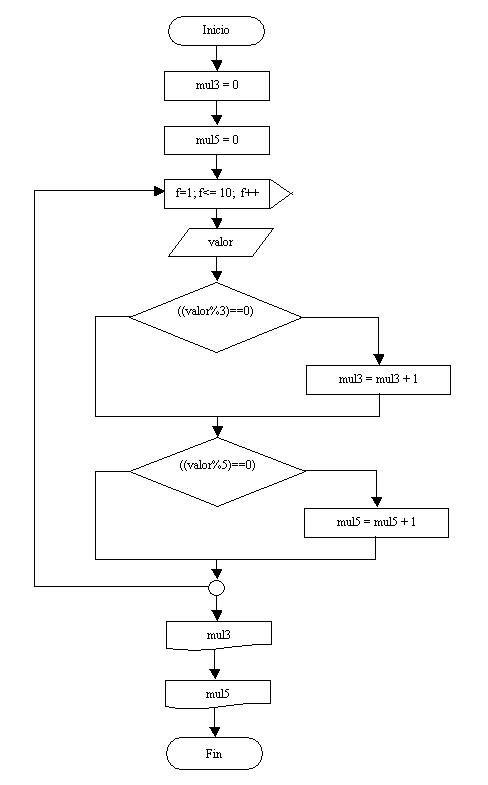 Inicio
mul3 = 0
mul5 = 0
f=1; f<= 10; f++
valor
((valor%3)==0)
mul3 = mul3 + 1
((valor%5)==0)
mul5 = mul5 + 1
mul3
mul5
Fin